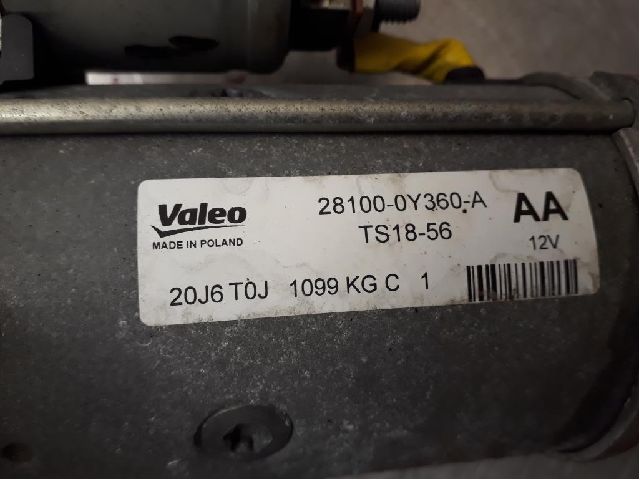 Valeo
MADE IN POLAND
28100-0Y360-A
TS18-56
AA
12V
20J6 T0J 1099 KG C 1